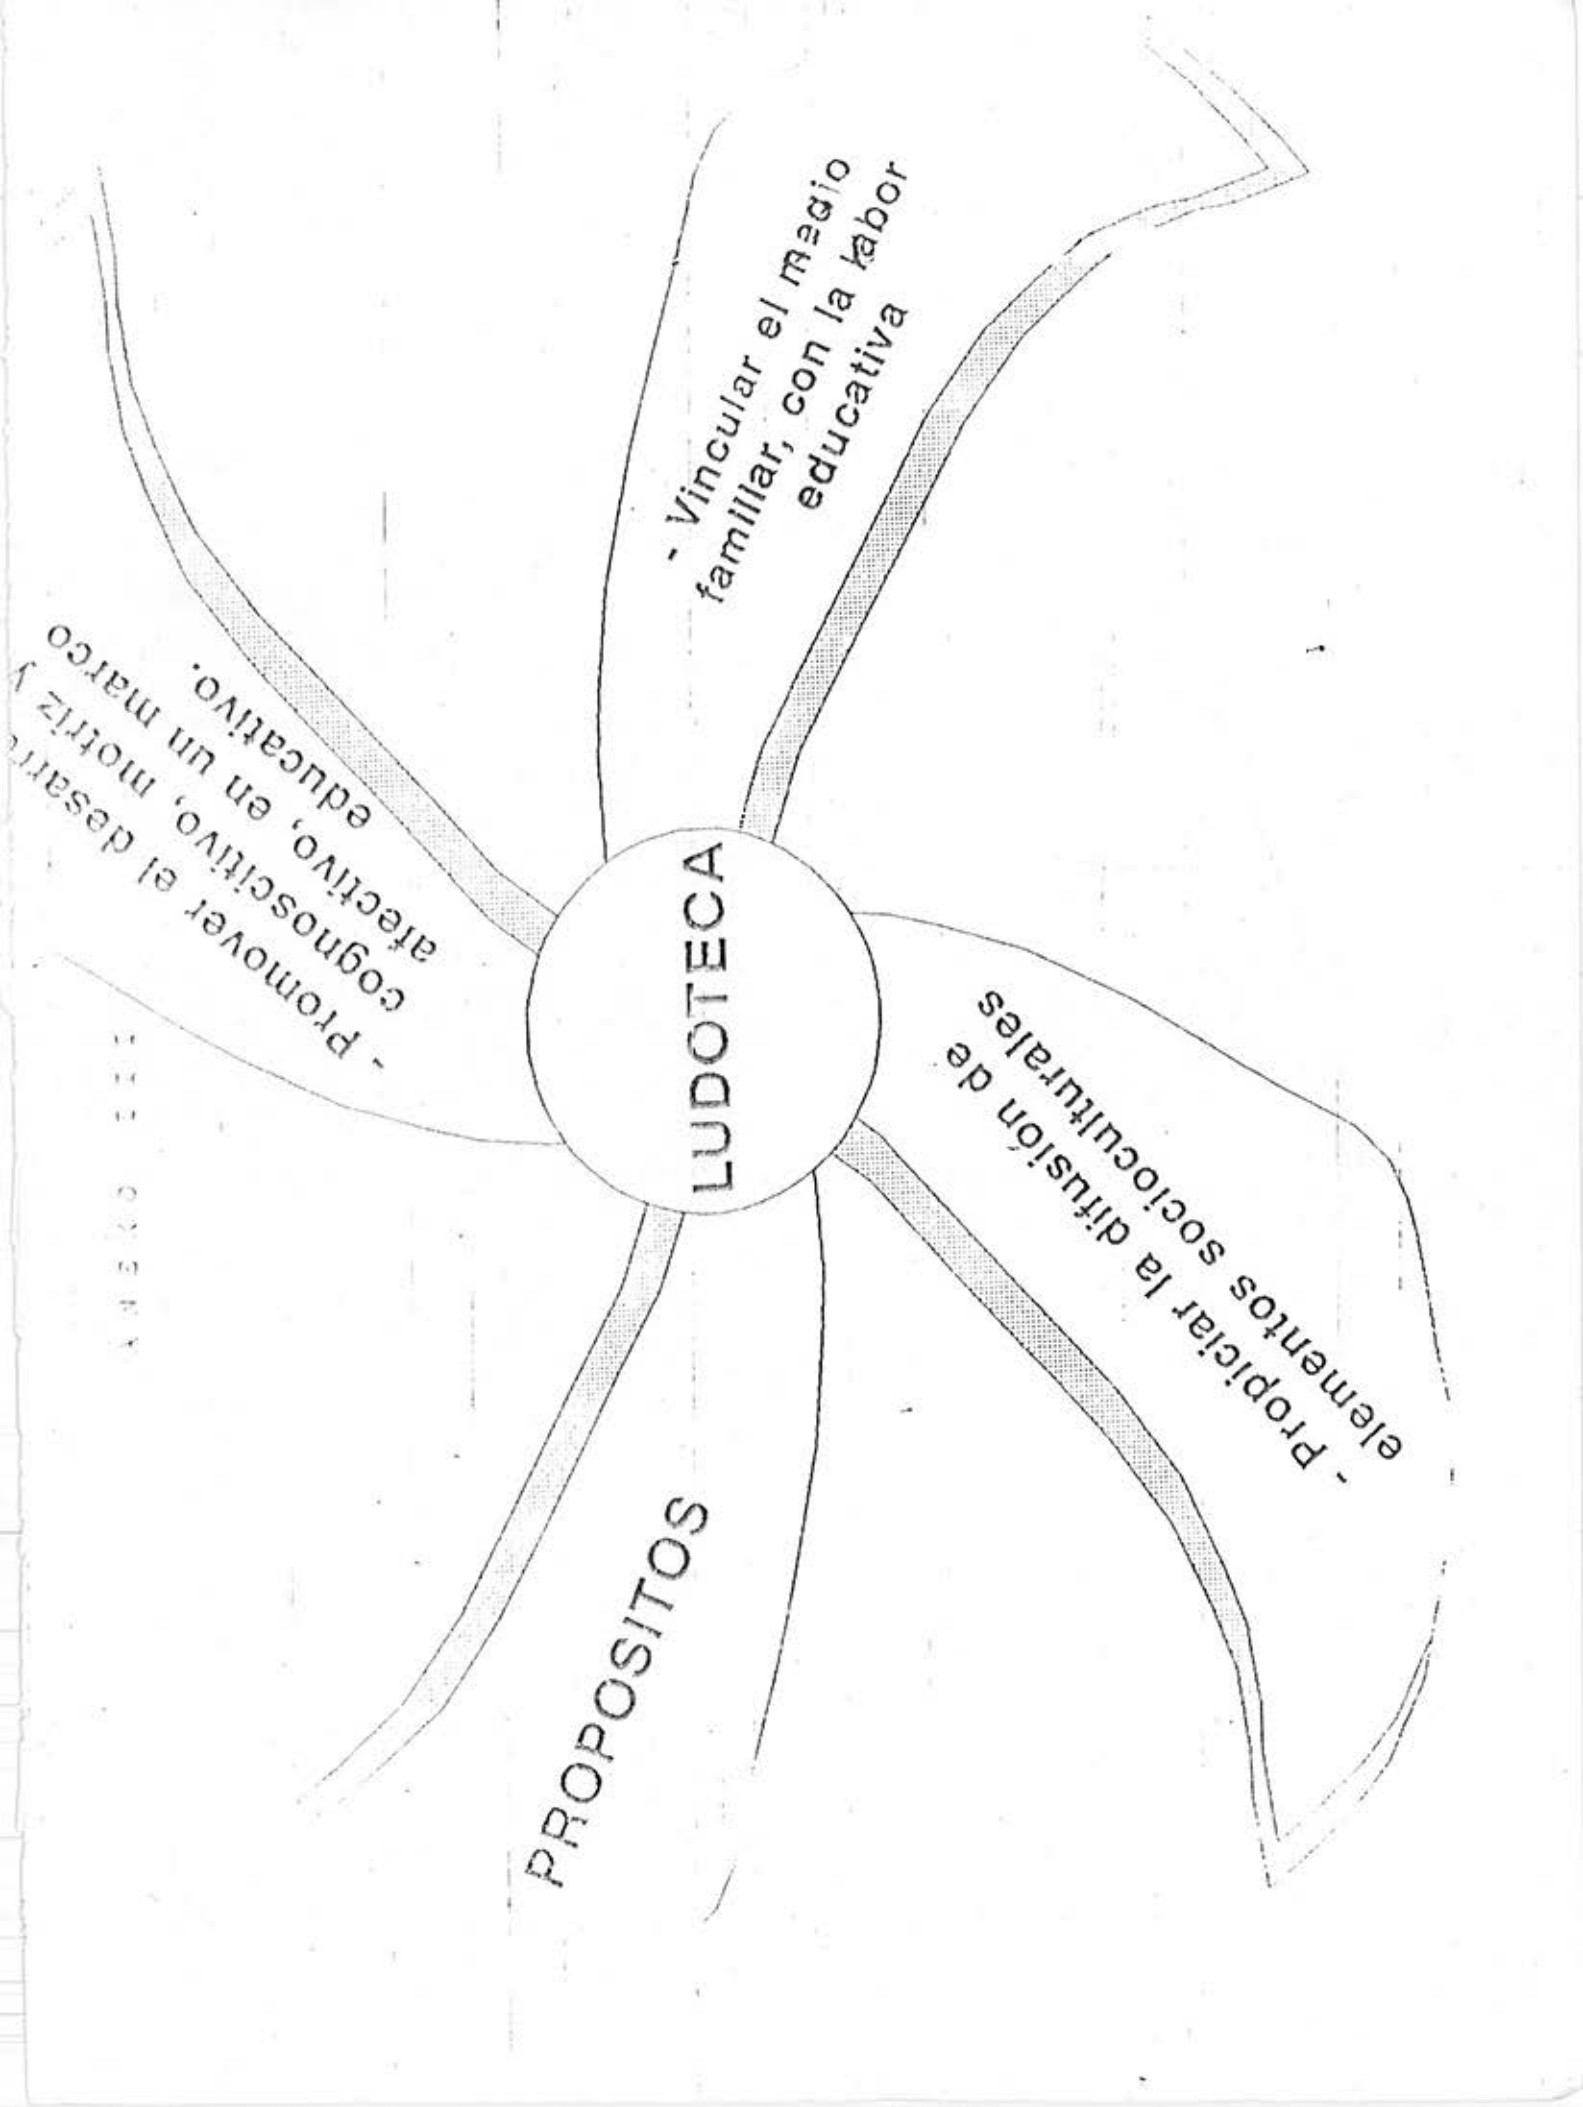 PROPOSITOS
LUDOTECA
- Promover el
cognoscitivo, motriz y
afectivo, en un marco
educativo.
- Vincular el medio
familiar, con la labor
educativa
- Propiciar la difusión de
elementos socioculturales